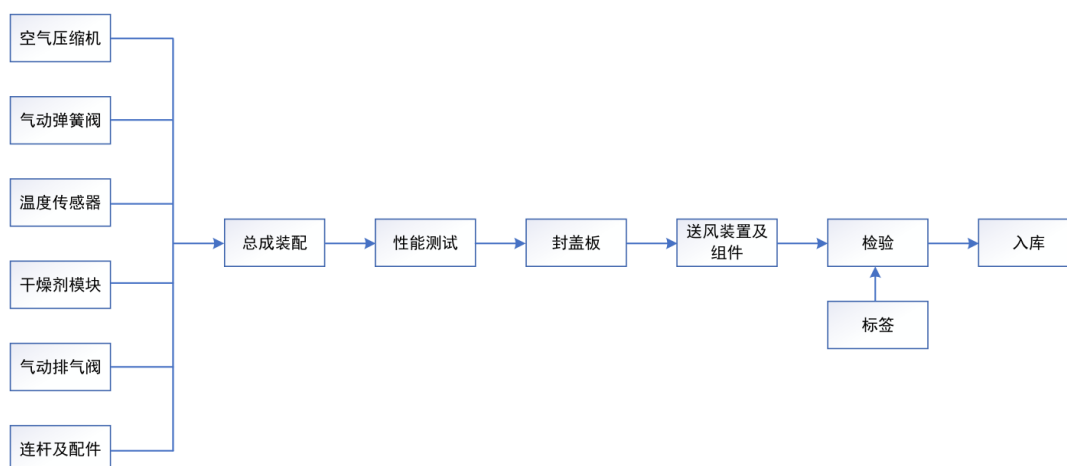 空气压缩机
气动弹簧阀
温度传感器
干燥剂模块
气动排气阀
连杆及配件
总成装配
性能测试
封盖板
送风装置及
组件
检验
入库
标签